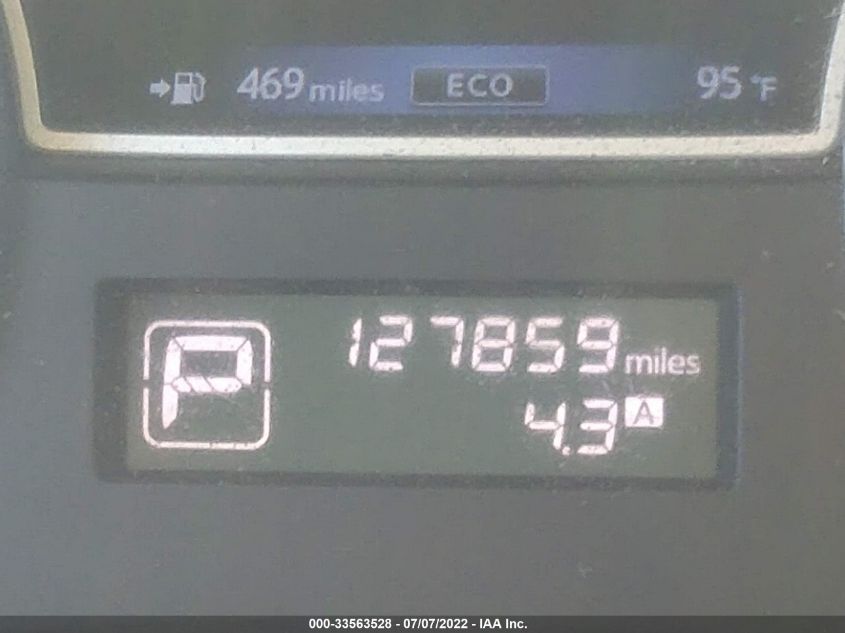 469 miles ECO 95 °F
P
127859 miles
4.3 A
000-33563528 - 07/07/2022 - IAA Inc.